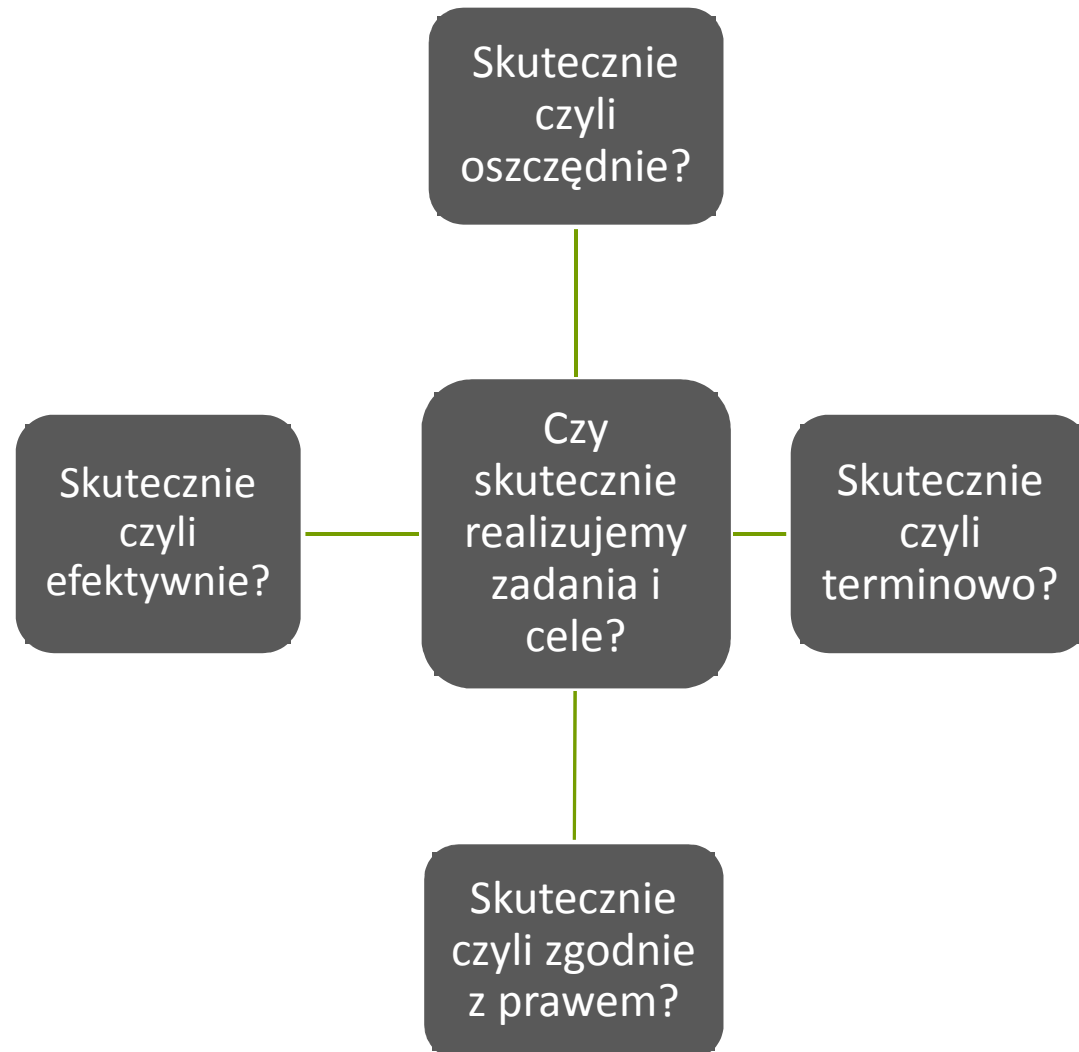 Skutecznie
czyli
oszczędnie?
Skutecznie
czyli
efektywnie?
Czy
skutecznie
realizujemy
zadania i
cele?
Skutecznie
czyli
terminowo?
Skutecznie
czyli zgodnie
z prawem?